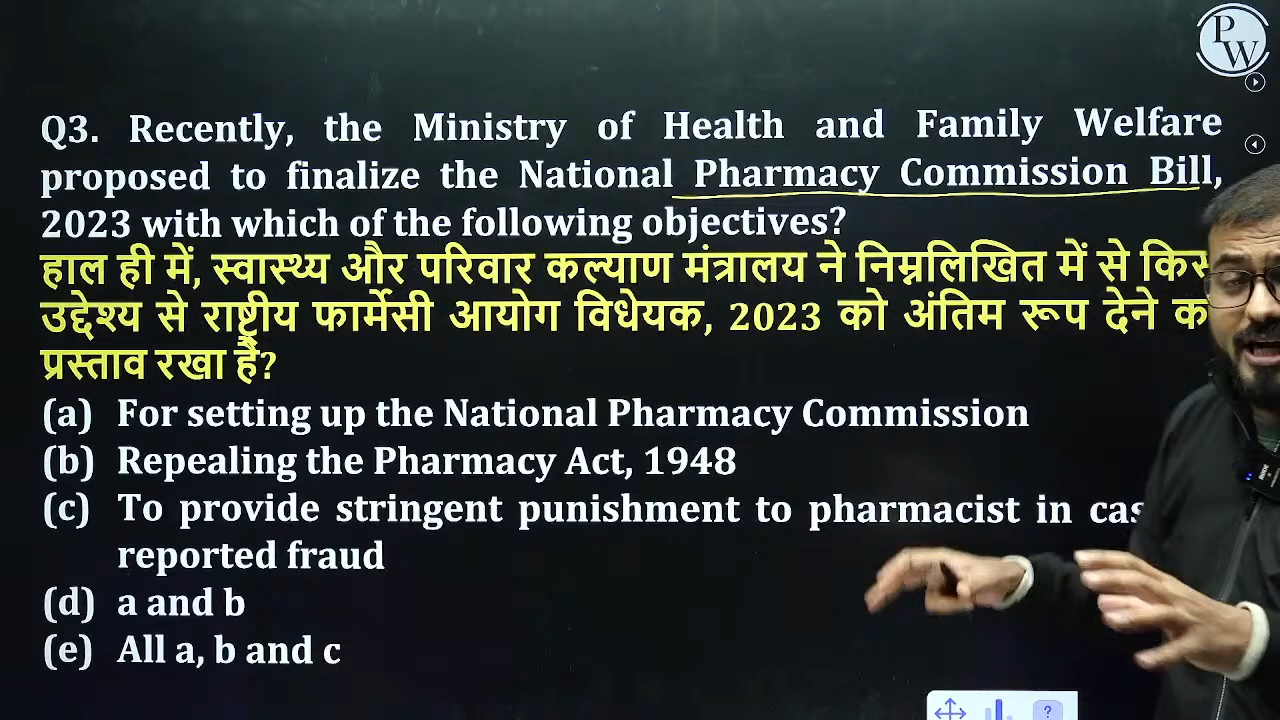 PW
Q3. Recently, the Ministry of Health and Family Welfare
proposed to finalize the National Pharmacy Commission Bill,
2023 with which of the following objectives?
हाल ही में, स्वास्थ्य और परिवार कल्याण मंत्रालय ने निम्नलिखित में से
उद्देश्य से राष्ट्रीय फार्मेसी आयोग विधेयक, 2023 को अंतिम रूप देने
प्रस्ताव रखा है?
(a) For setting up the National Pharmacy Commission
(b) Repealing the Pharmacy Act, 1948
(c) To provide stringent punishment to pharmacist in
reported fraud
(d) a and b
(e) All a, b and c
?